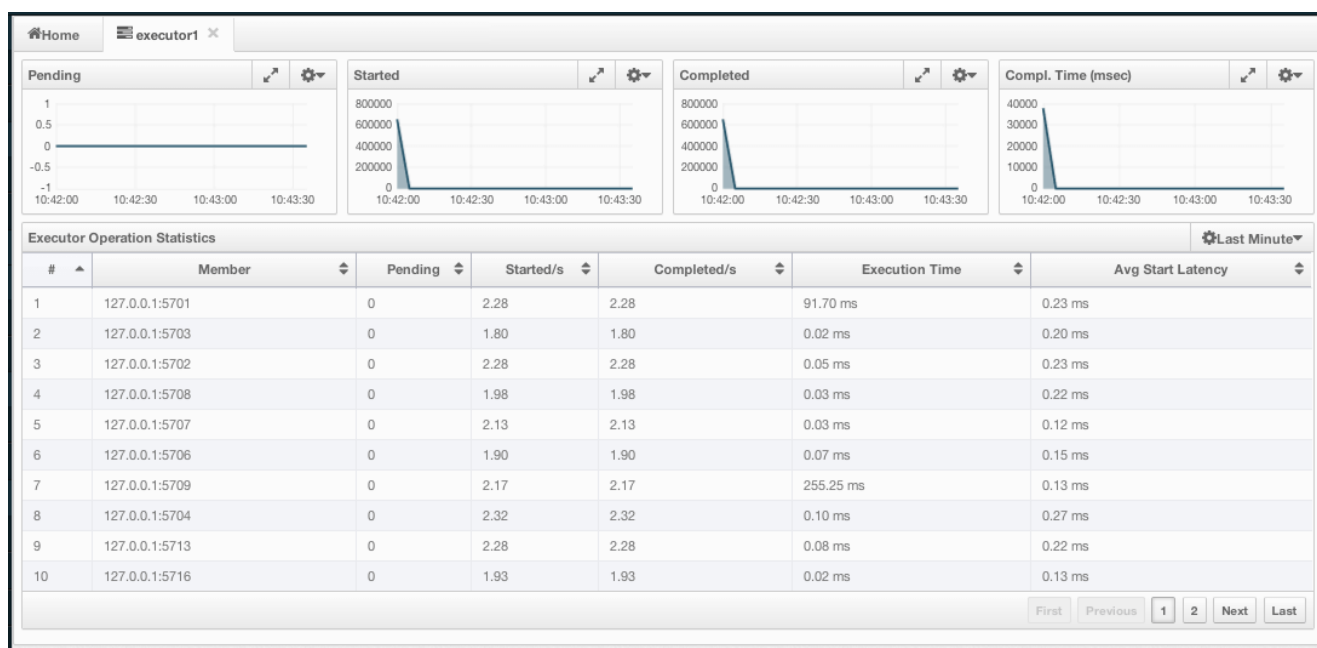 Home executor1
Pending Started Completed Compl. Time (msec)
1
0.5
0
-0.5
-1
10:42:00 10:42:30 10:43:00 10:43:30
800000
600000
400000
200000
0
10:42:00 10:42:30 10:43:00 10:43:30
800000
600000
400000
200000
0
10:42:00 10:42:30 10:43:00 10:43:30
40000
30000
20000
10000
0
10:42:00 10:42:30 10:43:00 10:43:30
Executor Operation Statistics Last Minute
# Member Pending Started/s Completed/s Execution Time Avg Start Latency
1 127.0.0.1:5701 0 2.28 2.28 91.70 ms 0.23 ms
2 127.0.0.1:5703 0 1.80 1.80 0.02 ms 0.20 ms
3 127.0.0.1:5702 0 2.28 2.28 0.05 ms 0.23 ms
4 127.0.0.1:5708 0 1.98 1.98 0.03 ms 0.22 ms
5 127.0.0.1:5707 0 2.13 2.13 0.03 ms 0.12 ms
6 127.0.0.1:5706 0 1.90 1.90 0.07 ms 0.15 ms
7 127.0.0.1:5709 0 2.17 2.17 255.25 ms 0.13 ms
8 127.0.0.1:5704 0 2.32 2.32 0.10 ms 0.27 ms
9 127.0.0.1:5713 0 2.28 2.28 0.08 ms 0.22 ms
10 127.0.0.1:5716 0 1.93 1.93 0.02 ms 0.13 ms
First Previous 1 2 Next Last